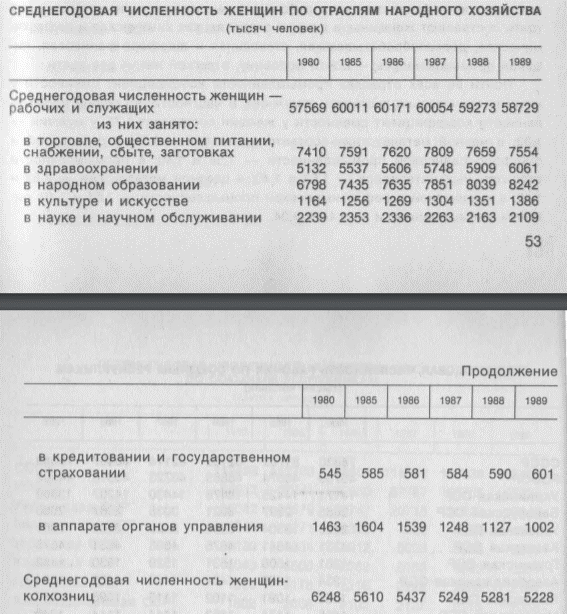 СРЕДНЕГОДОВАЯ ЧИСЛЕННОСТЬ ЖЕНЩИН ПО ОТРАСЛЯМ НАРОДНОГО ХОЗЯЙСТВА
(тысяч человек)
1980 1985 1986 1987 1988 1989
Среднегодовая численность женщин —
рабочих и служащих 57569 60011 60171 60054 59273 58729
из них занято:
в торговле, общественном питании,
снабжении, сбыте, заготовках 7410 7591 7620 7809 7659 7554
в здравоохранении 5132 5537 5606 5748 5909 6061
в народном образовании 6798 7435 7635 7851 8039 8242
в культуре и искусстве 1164 1256 1269 1304 1351 1386
в науке и научном обслуживании 2239 2353 2336 2263 2163 2109
53
Продолжение
1980 1985 1986 1987 1988 1989
в кредитовании и государственном
страховании 545 585 581 584 590 601
в аппарате органов управления 1463 1604 1539 1248 1127 1002
Среднегодовая численность женщин-
колхозниц 6248 5610 5437 5249 5281 5228